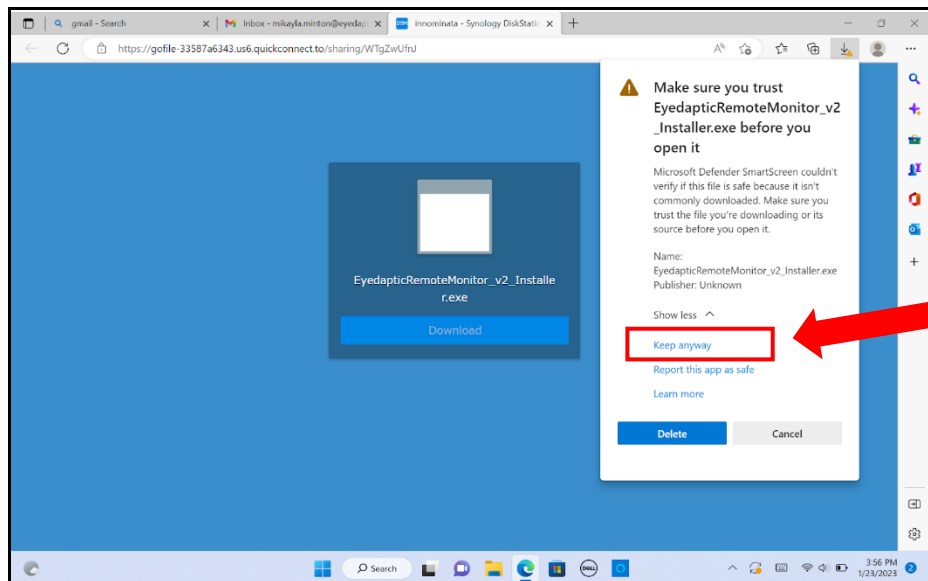 gmail - Search
Inbox - mikayla.minton@eyedap
DSM
innominata - Synology DiskStatic
https://gofile-33587a6343.us6.quickconnect.to/sharing/WTgZwUfnJ
Make sure you trust
EyedapticRemoteMonitor_v2
_Installer.exe before you
open it
Microsoft Defender SmartScreen couldn't
verify if this file is safe because it isn't
commonly downloaded. Make sure you
trust the file you're downloading or its
source before you open it.
Name:
EyedapticRemoteMonitor_v2_Installer.exe
Publisher: Unknown
Show less
Keep anyway
Report this app as safe
Learn more
Delete
Cancel
EyedapticRemoteMonitor_v2_Installe
r.exe
Download
Search
DELL
3:56 PM
1/23/2023
2